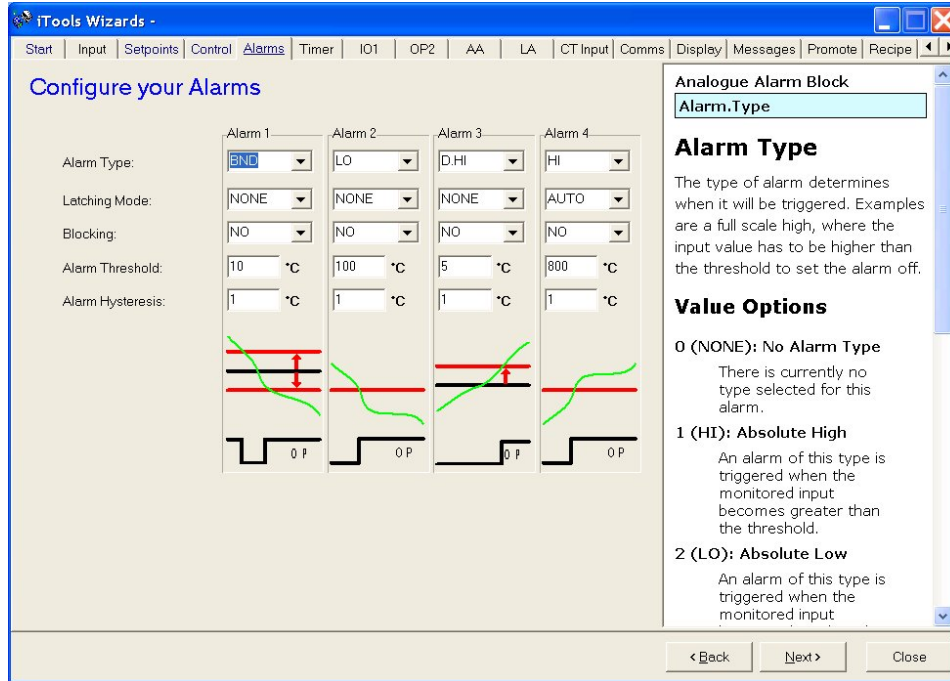 iTools Wizards -
Start Input Setpoints Control Alarms Timer IO1 OP2 AA LA CT Input Comms Display Messages Promote Recipe
Configure your Alarms
Alarm 1 Alarm 2 Alarm 3 Alarm 4
Alarm Type: BND LO D.HI HI
Latching Mode: NONE NONE NONE AUTO
Blocking: NO NO NO NO
Alarm Threshold: 10 °C 100 °C 5 °C 800 °C
Alarm Hysteresis: 1 °C 1 °C 1 °C 1 °C
O P O P O P O P
Analogue Alarm Block
Alarm.Type
Alarm Type
The type of alarm determines
when it will be triggered. Examples
are a full scale high, where the
input value has to be higher than
the threshold to set the alarm off.
Value Options
0 (NONE): No Alarm Type
There is currently no
type selected for this
alarm.
1 (HI): Absolute High
An alarm of this type is
triggered when the
monitored input
becomes greater than
the threshold.
2 (LO): Absolute Low
An alarm of this type is
triggered when the
monitored input
< Back Next > Close